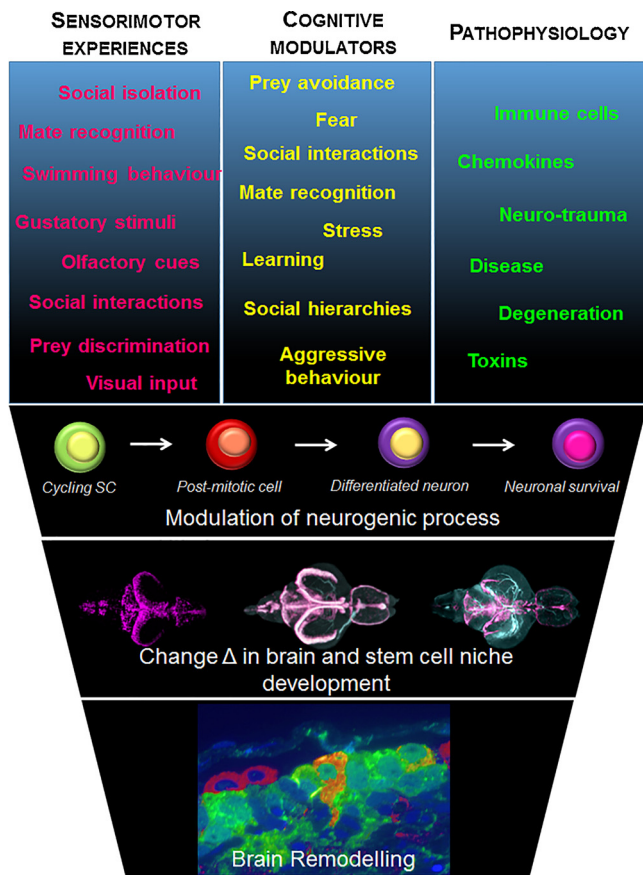 SENSORIMOTOR
EXPERIENCES
Social isolation
Mate recognition
Swimming behaviour
Gustatory stimuli
Olfactory cues
Social interactions
Prey discrimination
Visual input
COGNITIVE
MODULATORS
Prey avoidance
Fear
Social interactions
Mate recognition
Stress
Learning
Social hierarchies
Aggressive
behaviour
PATHOPHYSIOLOGY
Immune cells
Chemokines
Neuro-trauma
Disease
Degeneration
Toxins
Cycling SC
Post-mitotic cell
Differentiated neuron
Neuronal survival
Modulation of neurogenic process
Change Δ in brain and stem cell niche
development
Brain Remodelling